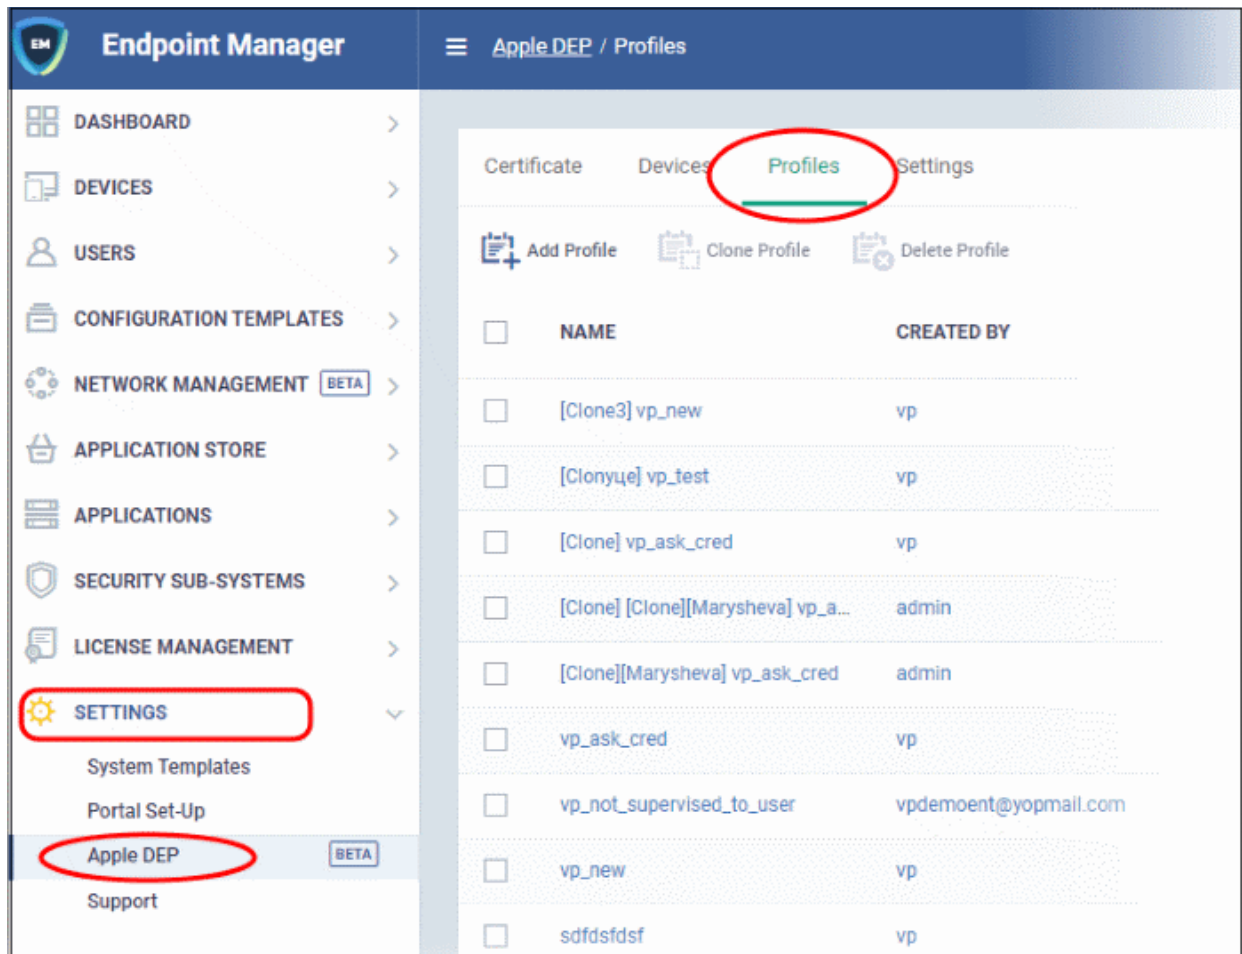 EM Endpoint Manager
Apple DEP / Profiles
DASHBOARD
DEVICES
USERS
CONFIGURATION TEMPLATES
NETWORK MANAGEMENT BETA
APPLICATION STORE
APPLICATIONS
SECURITY SUB-SYSTEMS
LICENSE MANAGEMENT
SETTINGS
System Templates
Portal Set-Up
Apple DEP BETA
Support
Certificate Devices Profiles Settings
Add Profile Clone Profile Delete Profile
NAME CREATED BY
[Clone3] vp_new vp
[Clonyце] vp_test vp
[Clone] vp_ask_cred vp
[Clone] [Clone][Marysheva] vp_a... admin
[Clone][Marysheva] vp_ask_cred admin
vp_ask_cred vp
vp_not_supervised_to_user vpdemoent@yopmail.com
vp_new vp
sdfdsfdsf vp